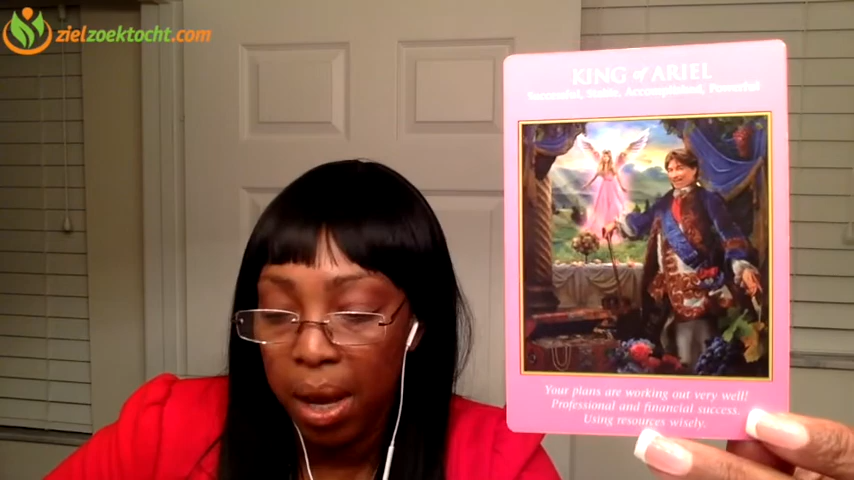 zielzoektocht.com
KING of ARIEL
Successful, Stable, Accomplished, Powerful
Your plans are working out very well!
Professional and financial success.
Using resources wisely.